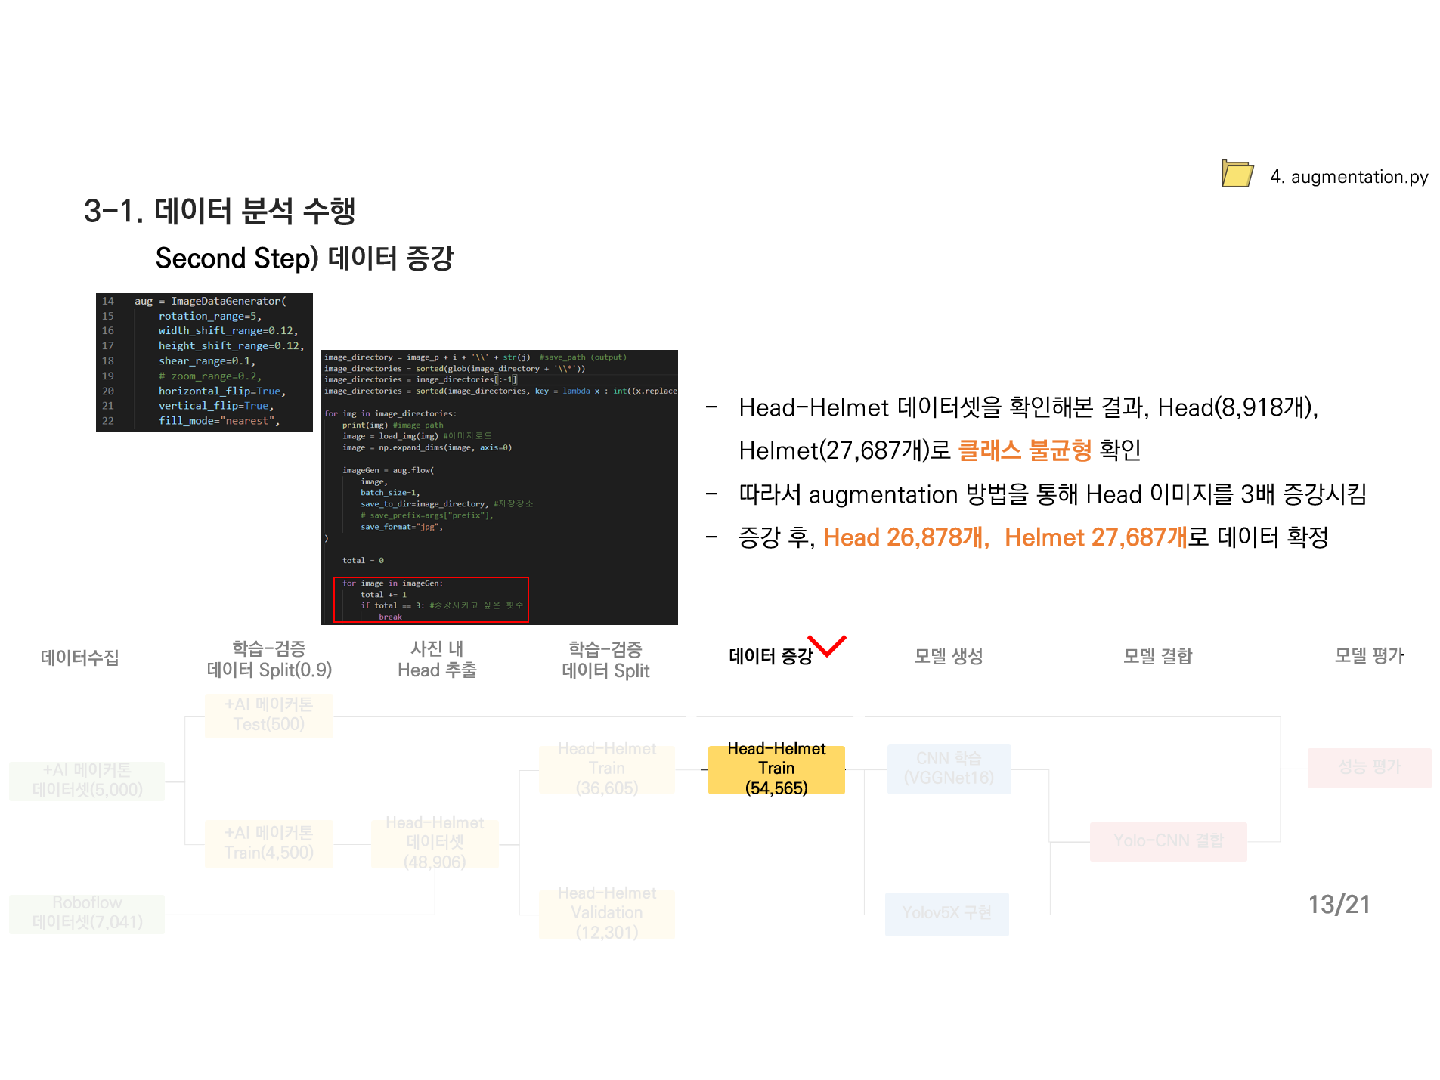 4. augmentation.py
3-1. 데이터 분석 수행
Second Step) 데이터 증강
14 aug = ImageDataGenerator(
15 rotation_range=5,
16 width_shift_range=0.12,
17 height_shift_range=0.12,
18 shear_range=0.1,
19 # zoom_range=0.2,
20 horizontal_flip=True,
21 vertical_flip=True,
22 fill_mode="nearest",
image_directory = image_p + i + '\\' + str(j) #save_path (output)
image_directories = sorted(glob(image_directory + '\\*'))
image_directories = image_directories[:-1]
image_directories = sorted(image_directories, key = lambda x : int((x.replace
for img in image_directories:
print(img) #image path
image = load_img(img) #이미지로드
image = np.expand_dims(image, axis=0)
imageGen = aug.flow(
image,
batch_size=1,
save_to_dir=image_directory, #저장장소
# save_prefix=args["prefix"],
save_format="jpg",
)
total = 0
for image in imageGen:
total += 1
if total == 3: #증강시키고 싶은 횟수
break
- Head-Helmet 데이터셋을 확인해본 결과, Head(8,918개),
Helmet(27,687개)로 클래스 불균형 확인
- 따라서 augmentation 방법을 통해 Head 이미지를 3배 증강시킴
- 증강 후, Head 26,878개, Helmet 27,687개로 데이터 확정
데이터수집
학습-검증
데이터 Split(0.9)
사진 내
Head 추출
학습-검증
데이터 Split
데이터 증강
모델 생성
모델 결합
모델 평가
+AI 메이커톤
Test(500)
+AI 메이커톤
데이터셋(5,000)
Head-Helmet
Train
(36,605)
Head-Helmet
Train
(54,565)
CNN 학습
(VGGNet16)
성능 평가
+AI 메이커톤
Train(4,500)
Head-Helmet
데이터셋
(48,906)
Yolo-CNN 결합
Roboflow
데이터셋(7,041)
Head-Helmet
Validation
(12,301)
Yolov5X 구현
13/21